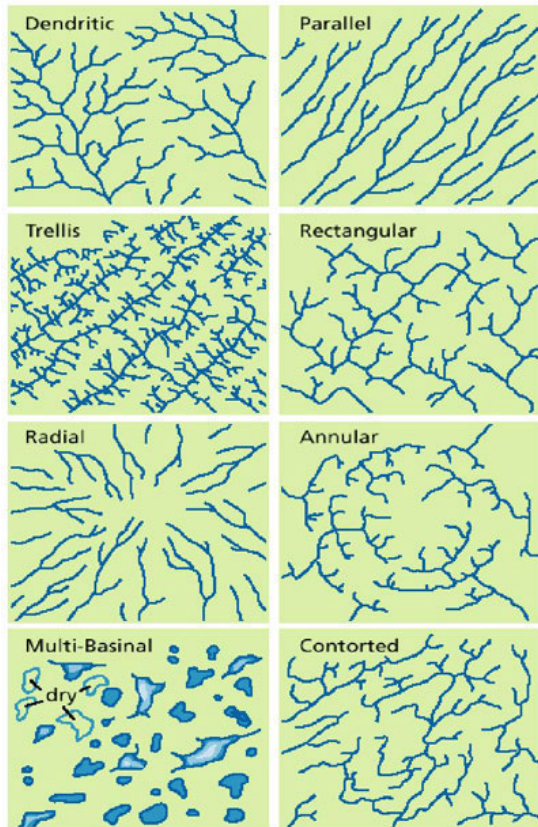 Dendritic
Parallel
Trellis
Rectangular
Radial
Annular
Multi-Basinal
dry
Contorted